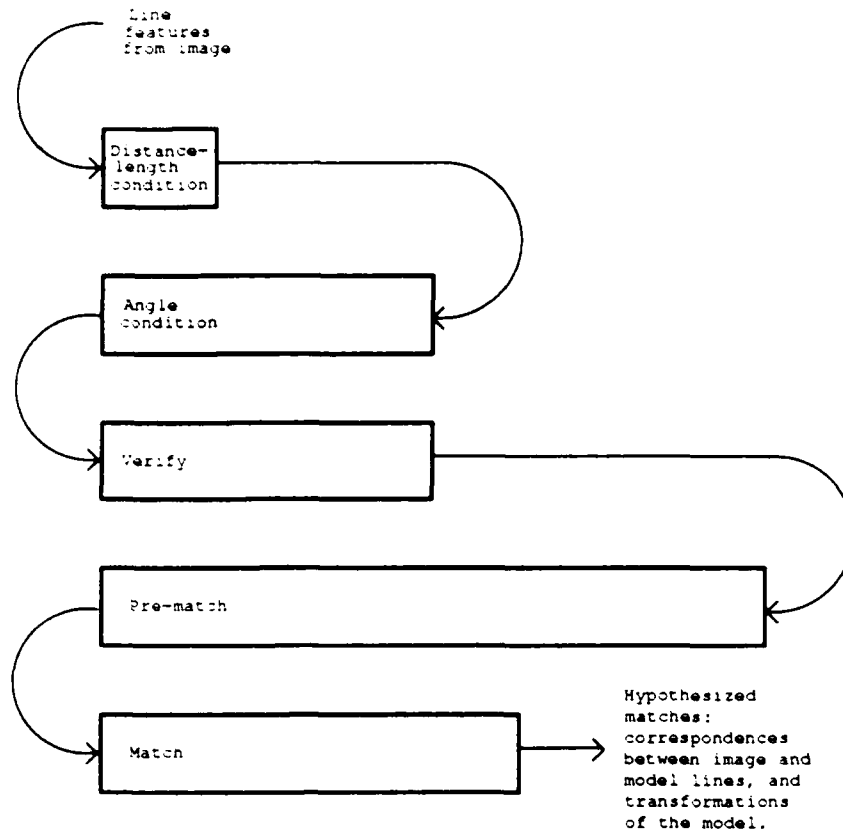 Line
features
from image
Distance-
length
condition
Angle
condition
Verify
Pre-match
Match
Hypothesized
matches:
correspondences
between image and
model lines, and
transformations
of the model.